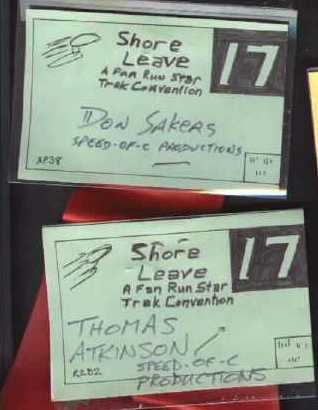 Shore
Leave
17
A Fan Run Star
Trek Convention
DON SAKERS
SPEED-OF-C PRODUCTIONS
Shore
Leave
17
A Fan Run Star
Trek Convention
THOMAS
ATKINSON
SPEED-OF-C
PRODUCTIONS